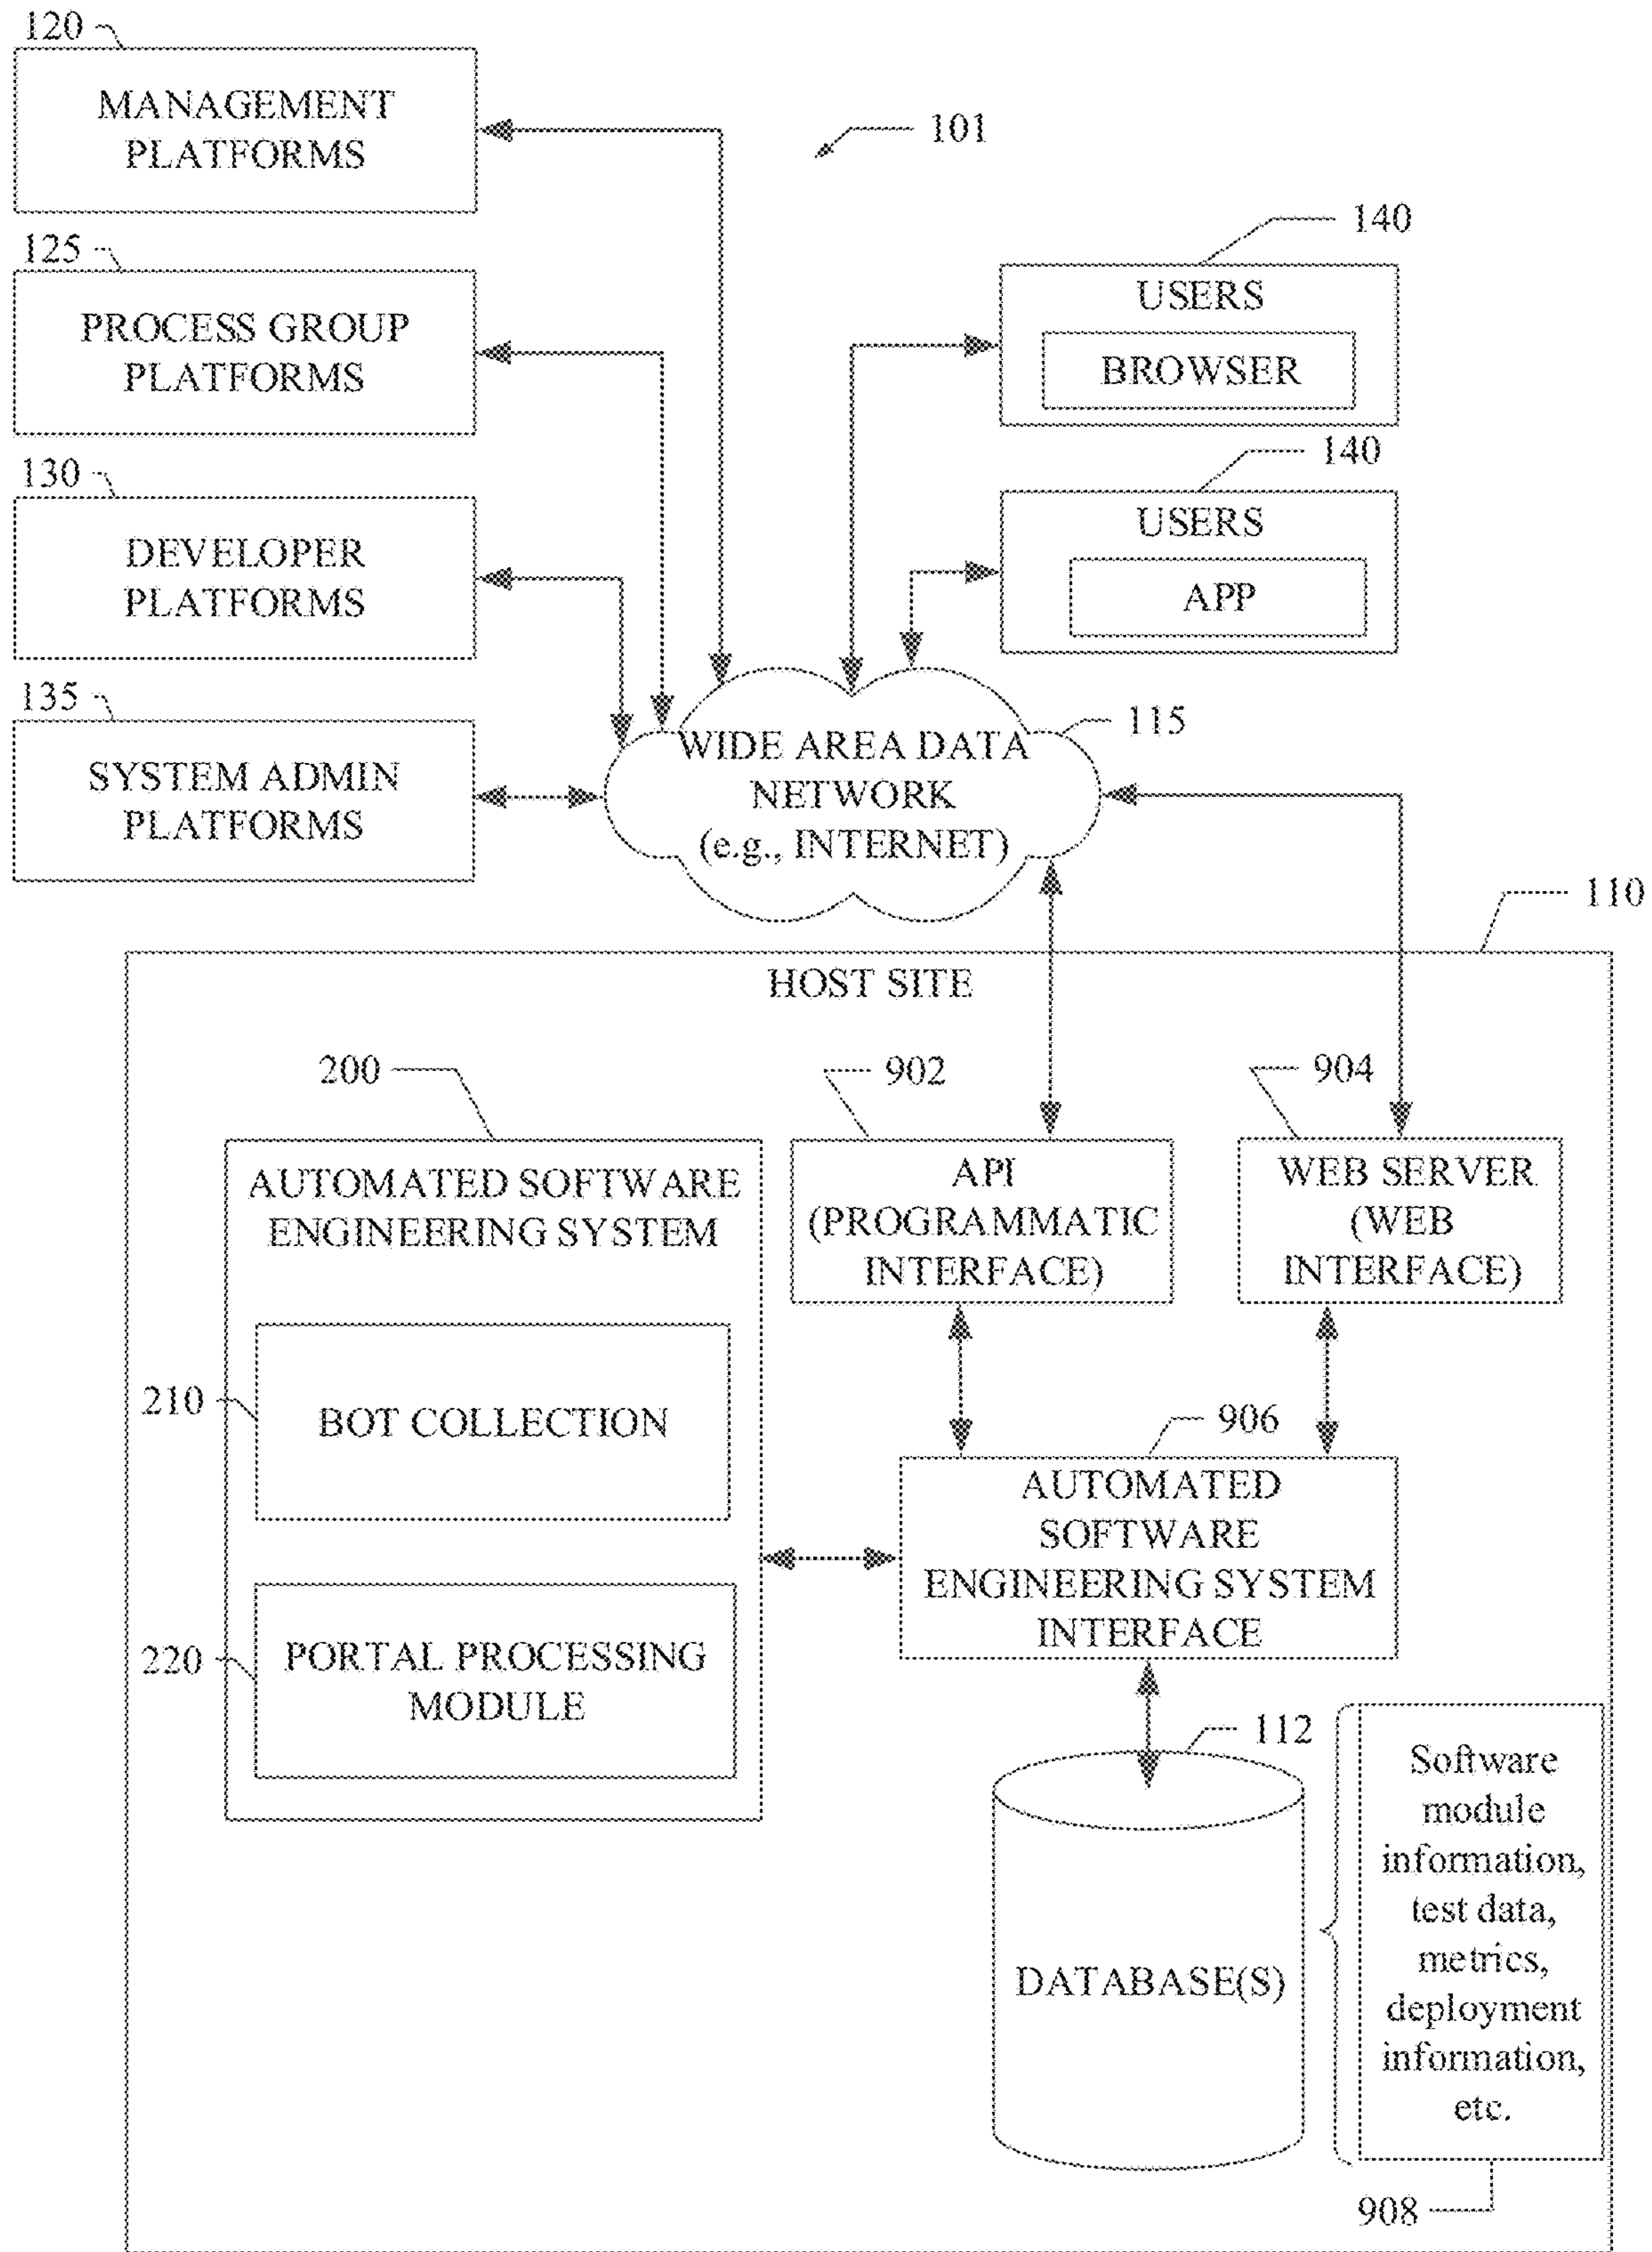 120
MANAGEMENT
PLATFORMS
101
125
PROCESS GROUP
PLATFORMS
140
USERS
BROWSER
130
DEVELOPER
PLATFORMS
140
USERS
APP
135
SYSTEM ADMIN
PLATFORMS
WIDE AREA DATA
NETWORK
(e.g., INTERNET)
115
110
HOST SITE
200
AUTOMATED SOFTWARE
ENGINEERING SYSTEM
902
API
(PROGRAMMATIC
INTERFACE)
904
WEB SERVER
(WEB
INTERFACE)
210
BOT COLLECTION
906
AUTOMATED
SOFTWARE
ENGINEERING SYSTEM
INTERFACE
220
PORTAL PROCESSING
MODULE
112
DATABASE(S)
Software
module
information,
test data,
metrics,
deployment
information,
etc.
908